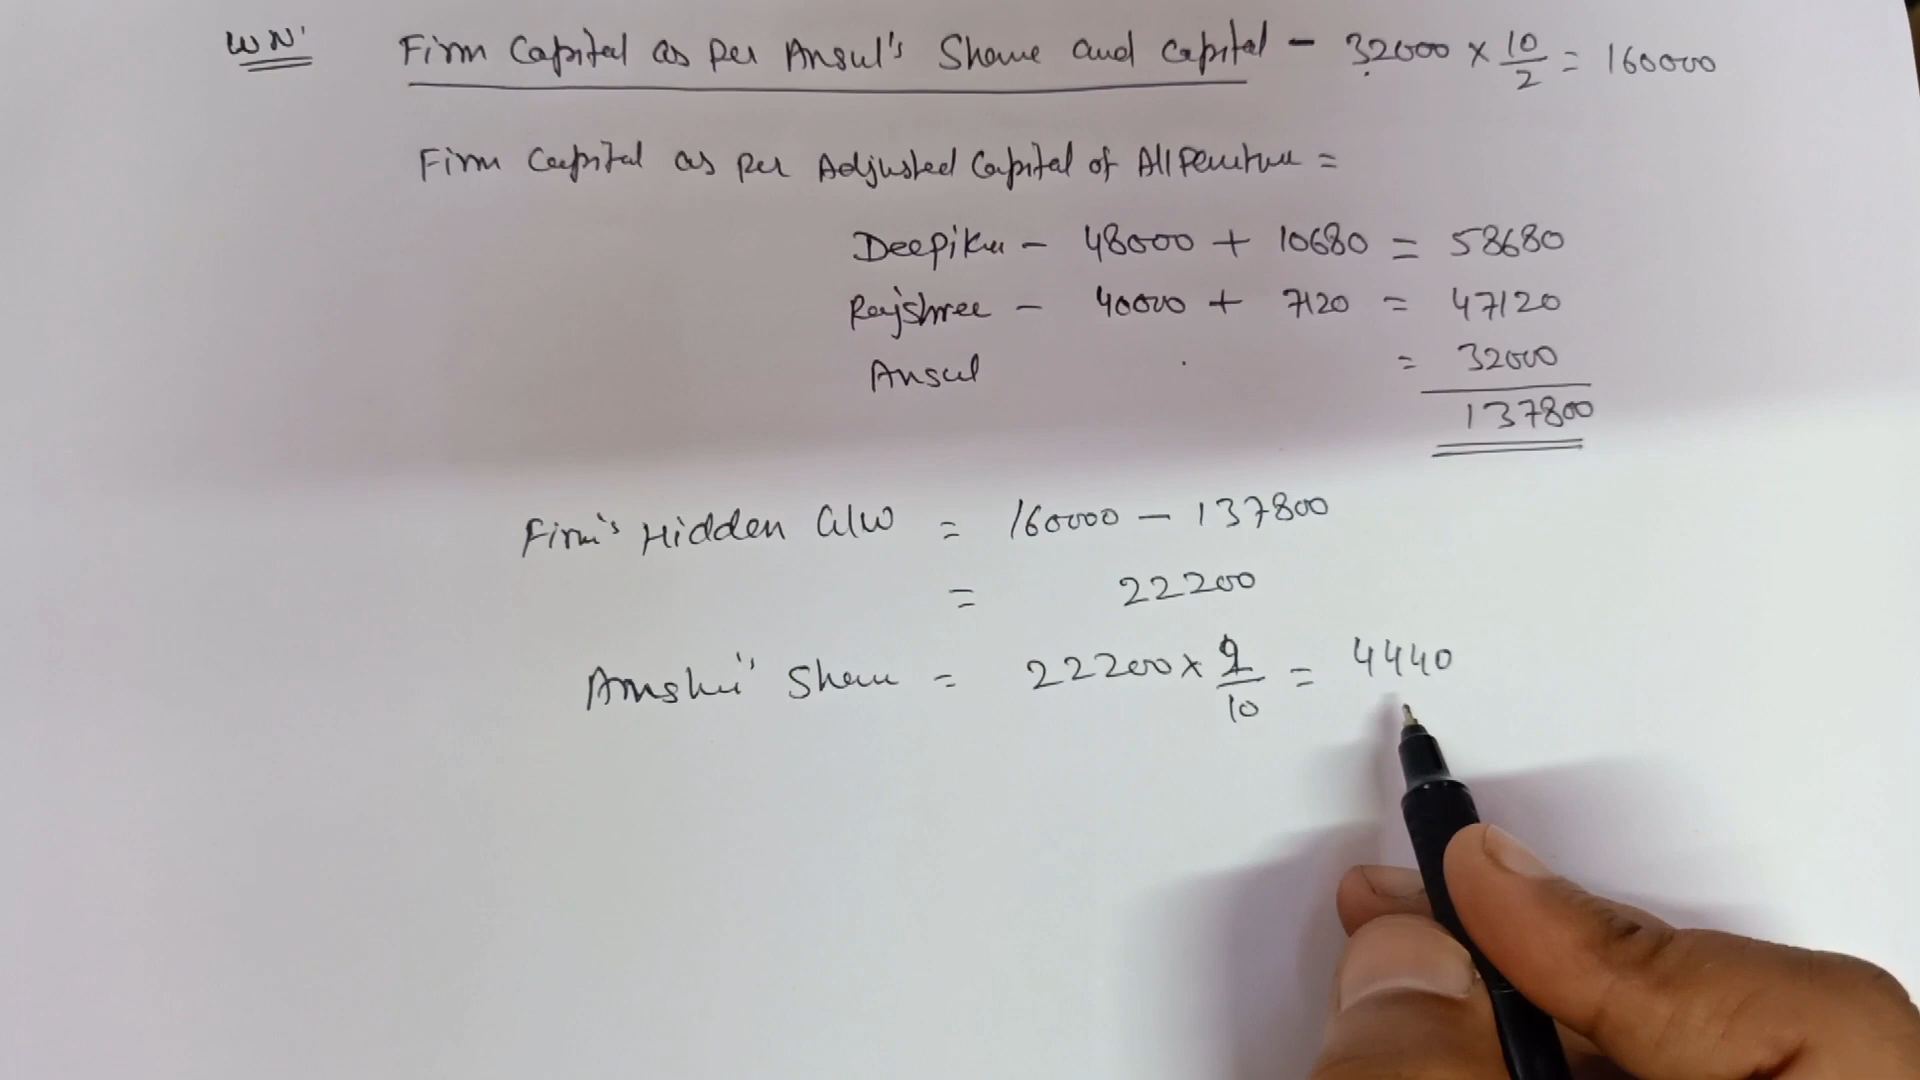 WN'
Firm Capital as Per Ansul's Share and Capital - 32000 × 10/2 = 160000
Firm Capital as Per Adjusted Capital of All Partner =
Deepika - 48000 + 10680 = 58680
Rajshree - 40000 + 7120 = 47120
Ansul = 32000
137800
Firm's Hidden G/W = 160000 - 137800
= 22200
Anshu's Share = 22200 × 2/10 = 4440